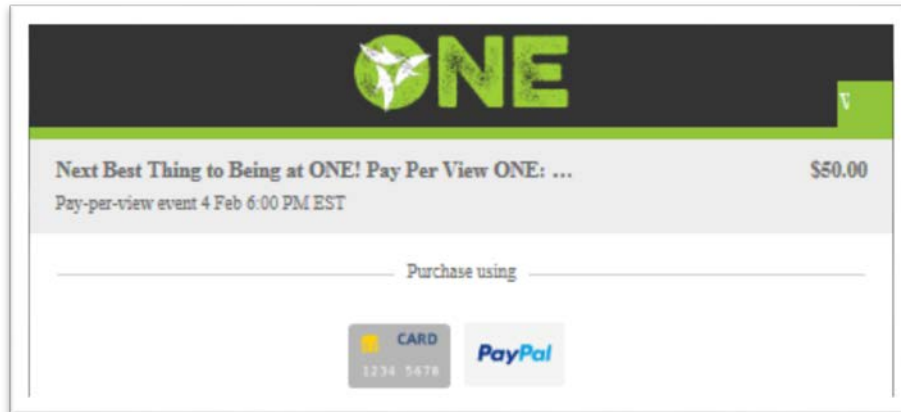 ONE
V
Next Best Thing to Being at ONE! Pay Per View ONE: ...
$50.00
Pay-per-view event 4 Feb 6:00 PM EST
Purchase using
CARD
1234 5678
PayPal